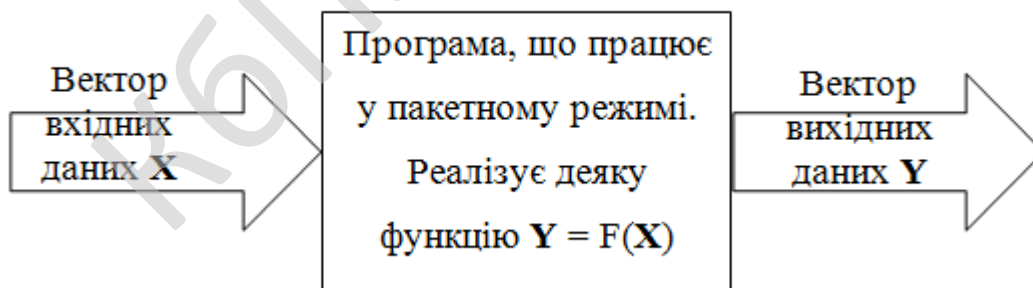 Вектор
вхідних
даних X
Програма, що працює
у пакетному режимі.
Реалізує деяку
функцію Y = F(X)
Вектор
вихідних
даних Y